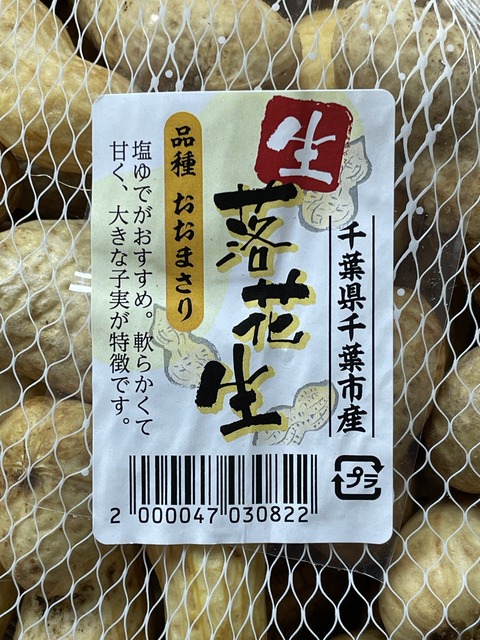 千葉県千葉市産
生
落花生
品種 おおまさり
塩ゆでがおすすめ。軟らかくて
甘く、大きな子実が特徴です。
プラ
2 000047 030822